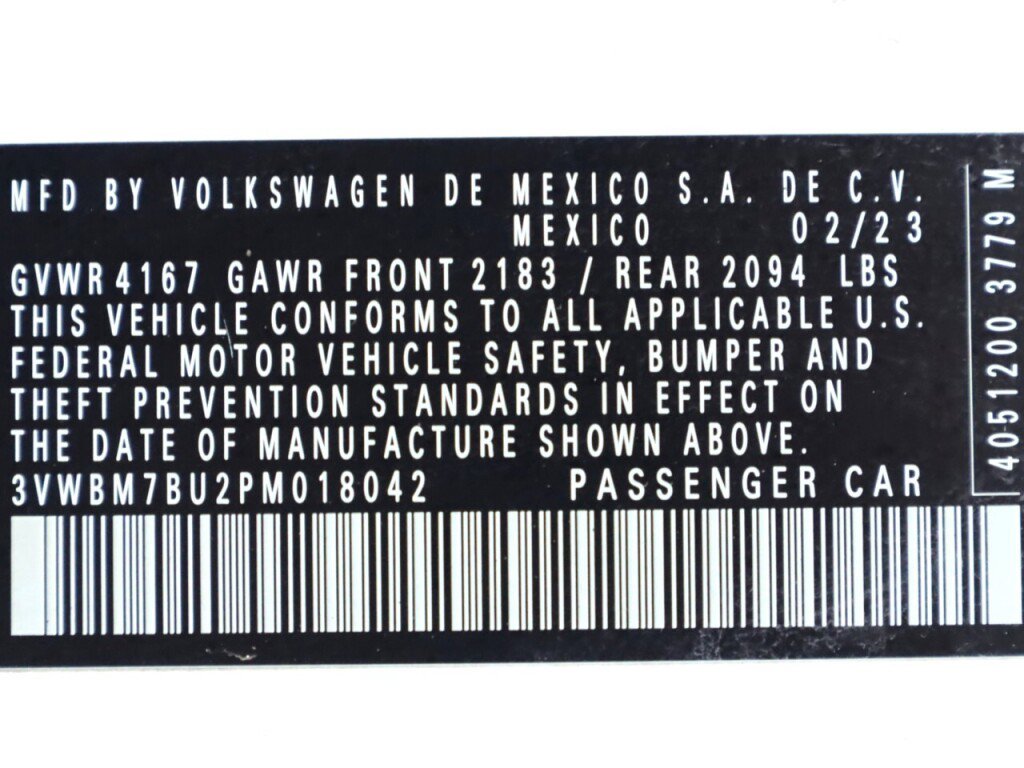 MFD BY VOLKSWAGEN DE MEXICO S.A. DE C.V.
MEXICO 02/23
GVWR 4167 GAWR FRONT 2183 / REAR 2094 LBS
THIS VEHICLE CONFORMS TO ALL APPLICABLE U.S.
FEDERAL MOTOR VEHICLE SAFETY, BUMPER AND
THEFT PREVENTION STANDARDS IN EFFECT ON
THE DATE OF MANUFACTURE SHOWN ABOVE.
3VWBM7BU2PM018042 PASSENGER CAR
4051200 3779 M